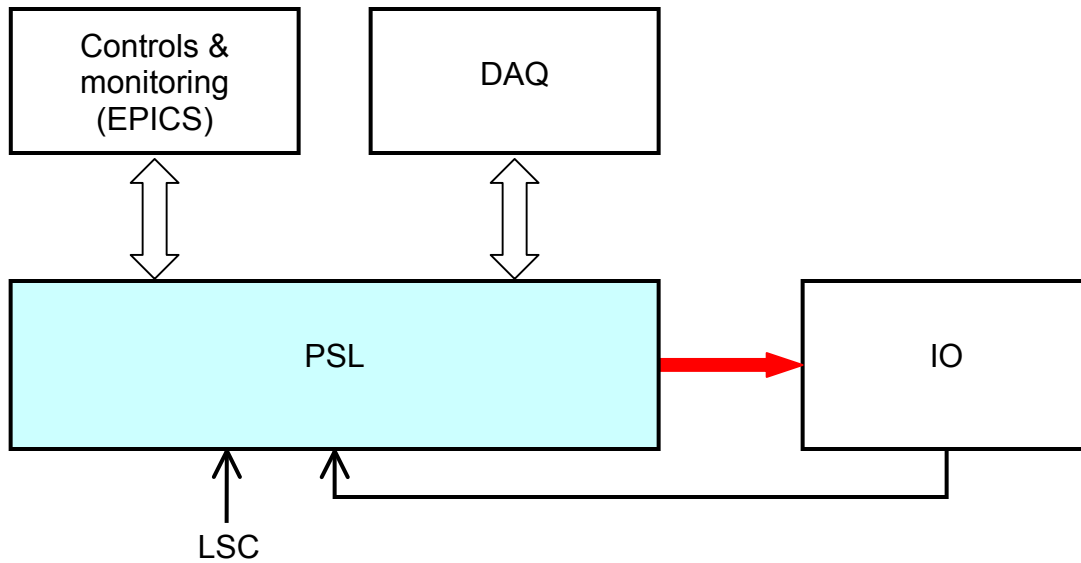 Controls &
monitoring
(EPICS)
DAQ
PSL
IO
LSC